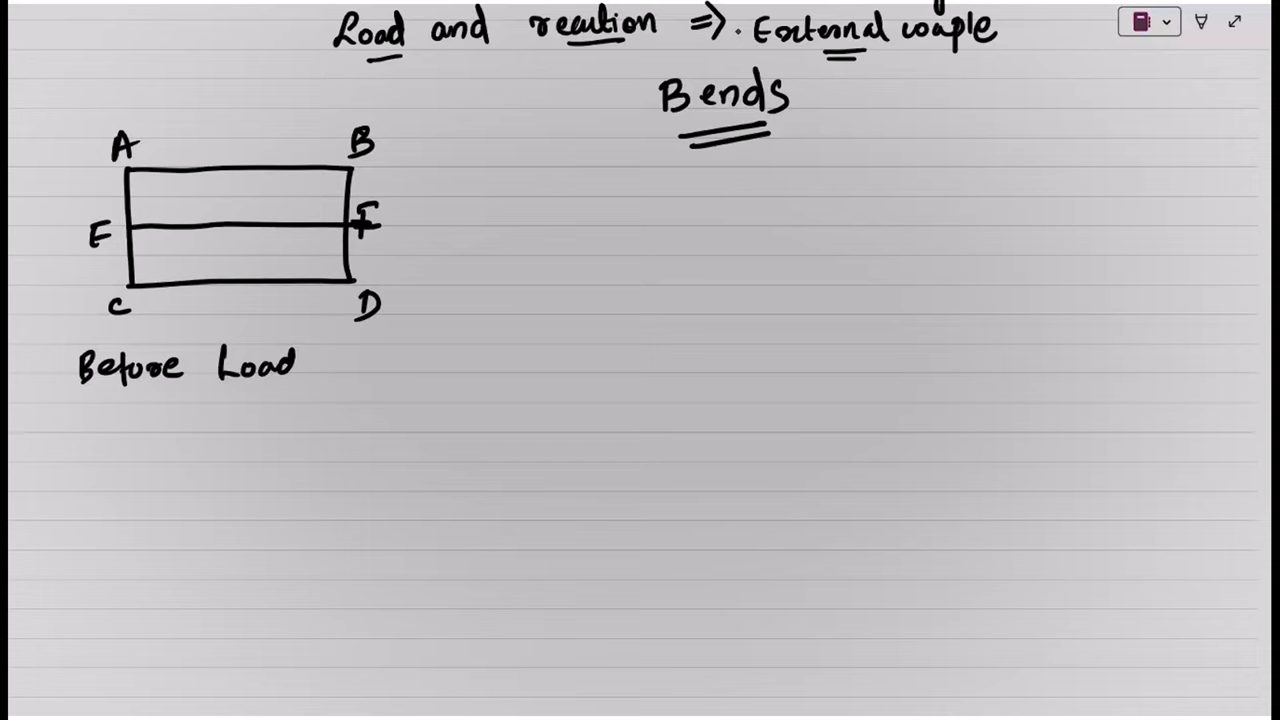 Load and reaction ⇒ External couple
Bends
A B
E F
C D
Before Load